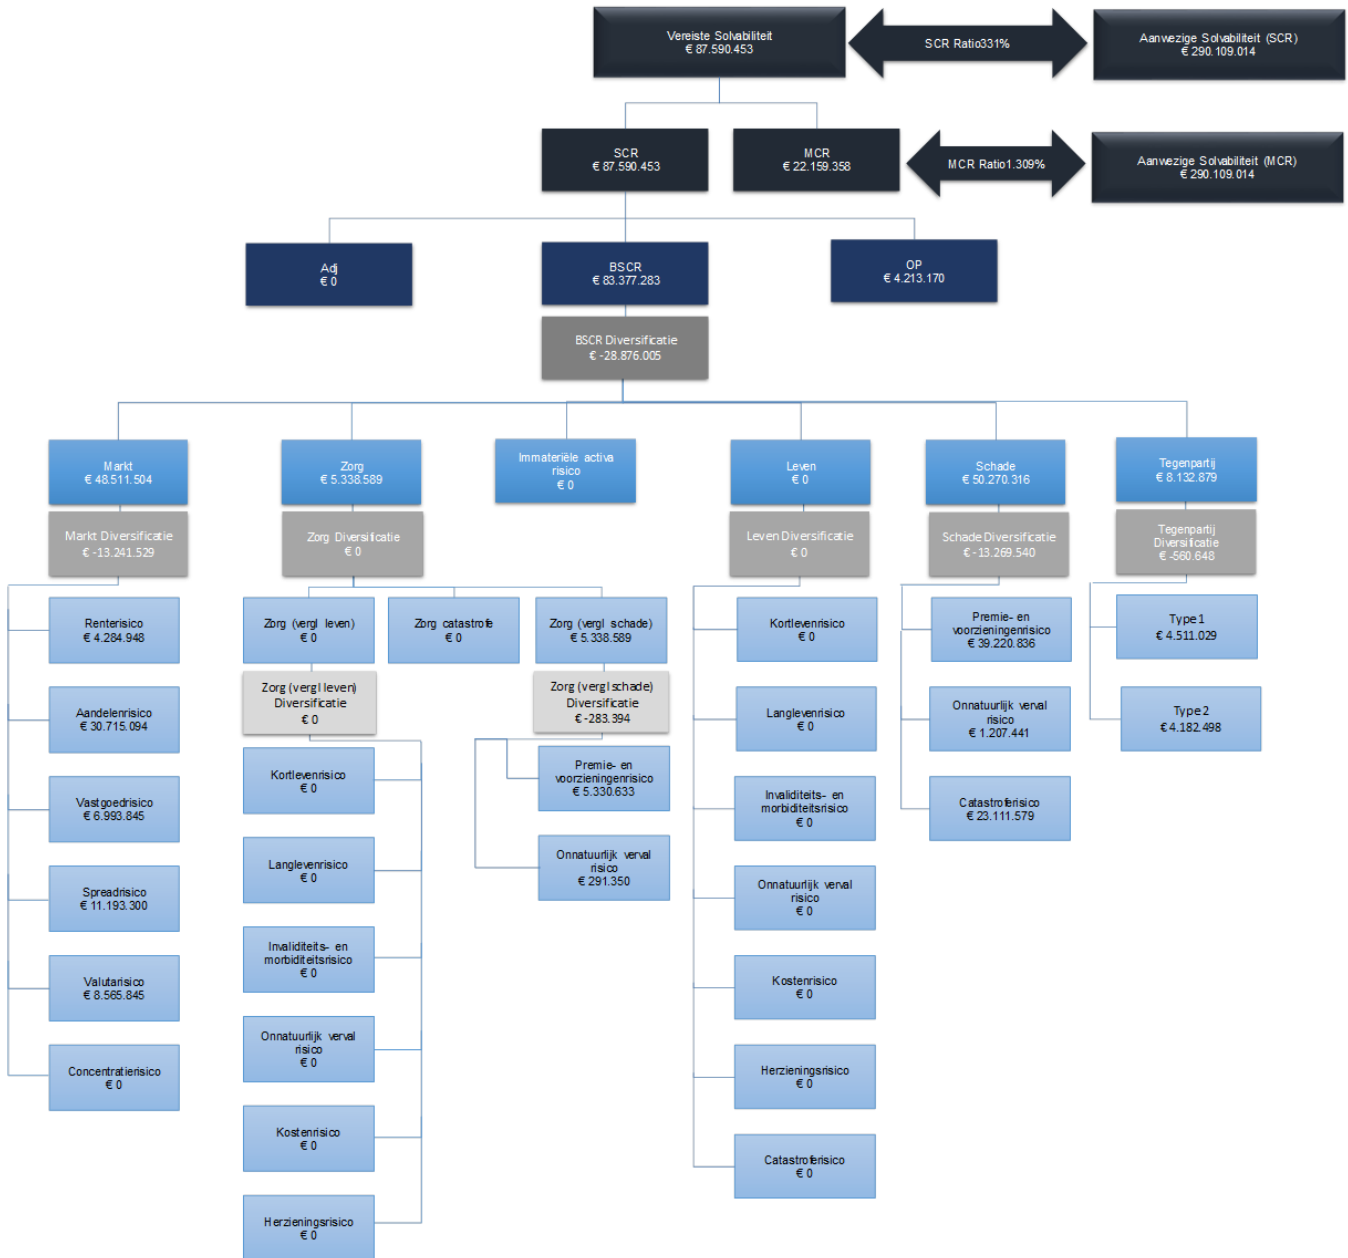 Vereiste Solvabiliteit
€ 87.590.453
SCR Ratio331%
Aanwezige Solvabiliteit (SCR)
€ 290.109.014
SCR
€ 87.590.453
MCR
€ 22.159.358
MCR Ratio1.309%
Aanwezige Solvabiliteit (MCR)
€ 290.109.014
Adj
€ 0
BSCR
€ 83.377.283
OP
€ 4.213.170
BSCR Diversificatie
€ -28.876.005
Markt
€ 48.511.504
Zorg
€ 5.338.589
Immateriële activa
risico
€ 0
Leven
€ 0
Schade
€ 50.270.316
Tegenpartij
€ 8.132.879
Markt Diversificatie
€ -13.241.529
Zorg Diversificatie
€ 0
Leven Diversificatie
€ 0
Schade Diversificatie
€ -13.269.540
Tegenpartij
Diversificatie
€ -560.648
Renterisico
€ 4.284.948
Aandelenrisico
€ 30.715.094
Vastgoedrisico
€ 6.993.845
Spreadrisico
€ 11.193.300
Valutarisico
€ 8.565.845
Concentratierisico
€ 0
Zorg (vergl leven)
€ 0
Zorg catastrofe
€ 0
Zorg (vergl schade)
€ 5.338.589
Zorg (vergl leven)
Diversificatie
€ 0
Zorg (vergl schade)
Diversificatie
€ -283.394
Kortlevenrisico
€ 0
Langlevenrisico
€ 0
Invaliditeits- en
morbiditeitsrisico
€ 0
Onnatuurlijk verval
risico
€ 0
Kostenrisico
€ 0
Herzieningsrisico
€ 0
Premie- en
voorzieningenrisico
€ 5.330.633
Onnatuurlijk verval
risico
€ 291.350
Kortlevenrisico
€ 0
Langlevenrisico
€ 0
Invaliditeits- en
morbiditeitsrisico
€ 0
Onnatuurlijk verval
risico
€ 0
Kostenrisico
€ 0
Herzieningsrisico
€ 0
Catastroferisico
€ 0
Premie- en
voorzieningenrisico
€ 39.220.836
Onnatuurlijk verval
risico
€ 1.207.441
Catastroferisico
€ 23.111.579
Type 1
€ 4.511.029
Type 2
€ 4.182.498